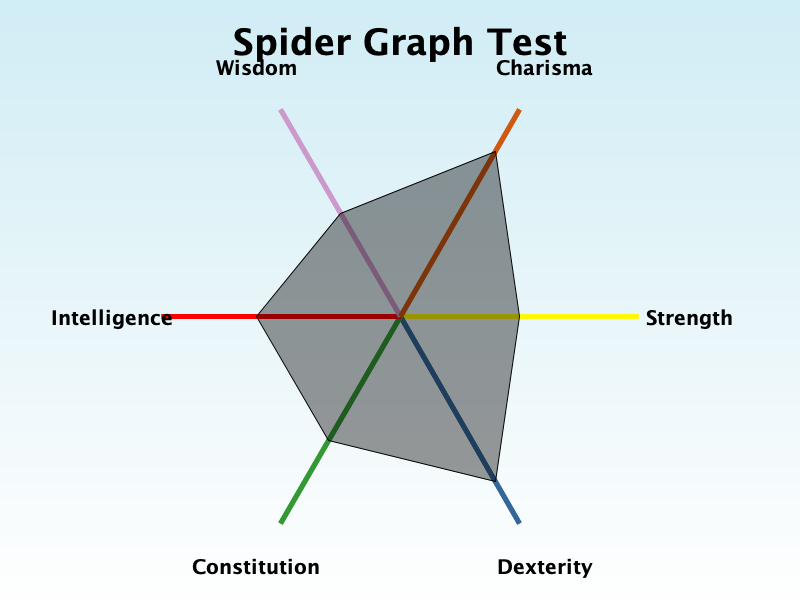 Spider Graph Test
Wisdom
Charisma
Intelligence
Strength
Constitution
Dexterity